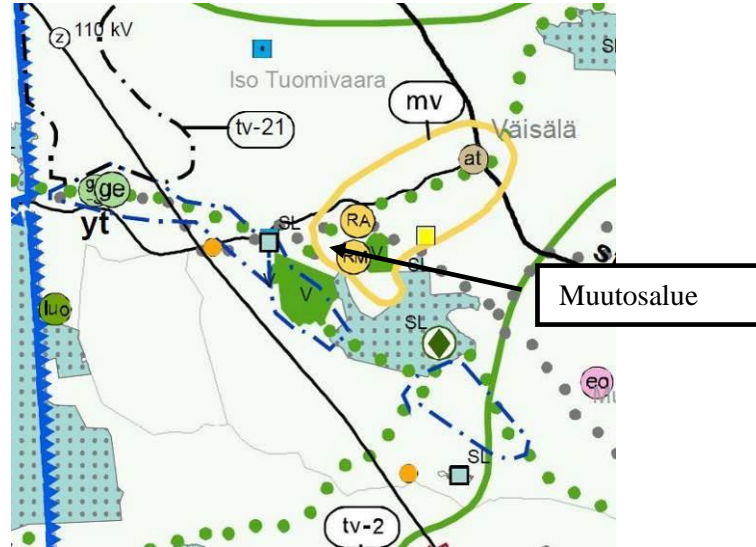 110 kV
z
Iso Tuomivaara
mv
tv-21
Väisälä
at
ge
SL
RA
yt
RM
V
SL
V
Muutosalue
luo
SL
eo
SL
tv-2